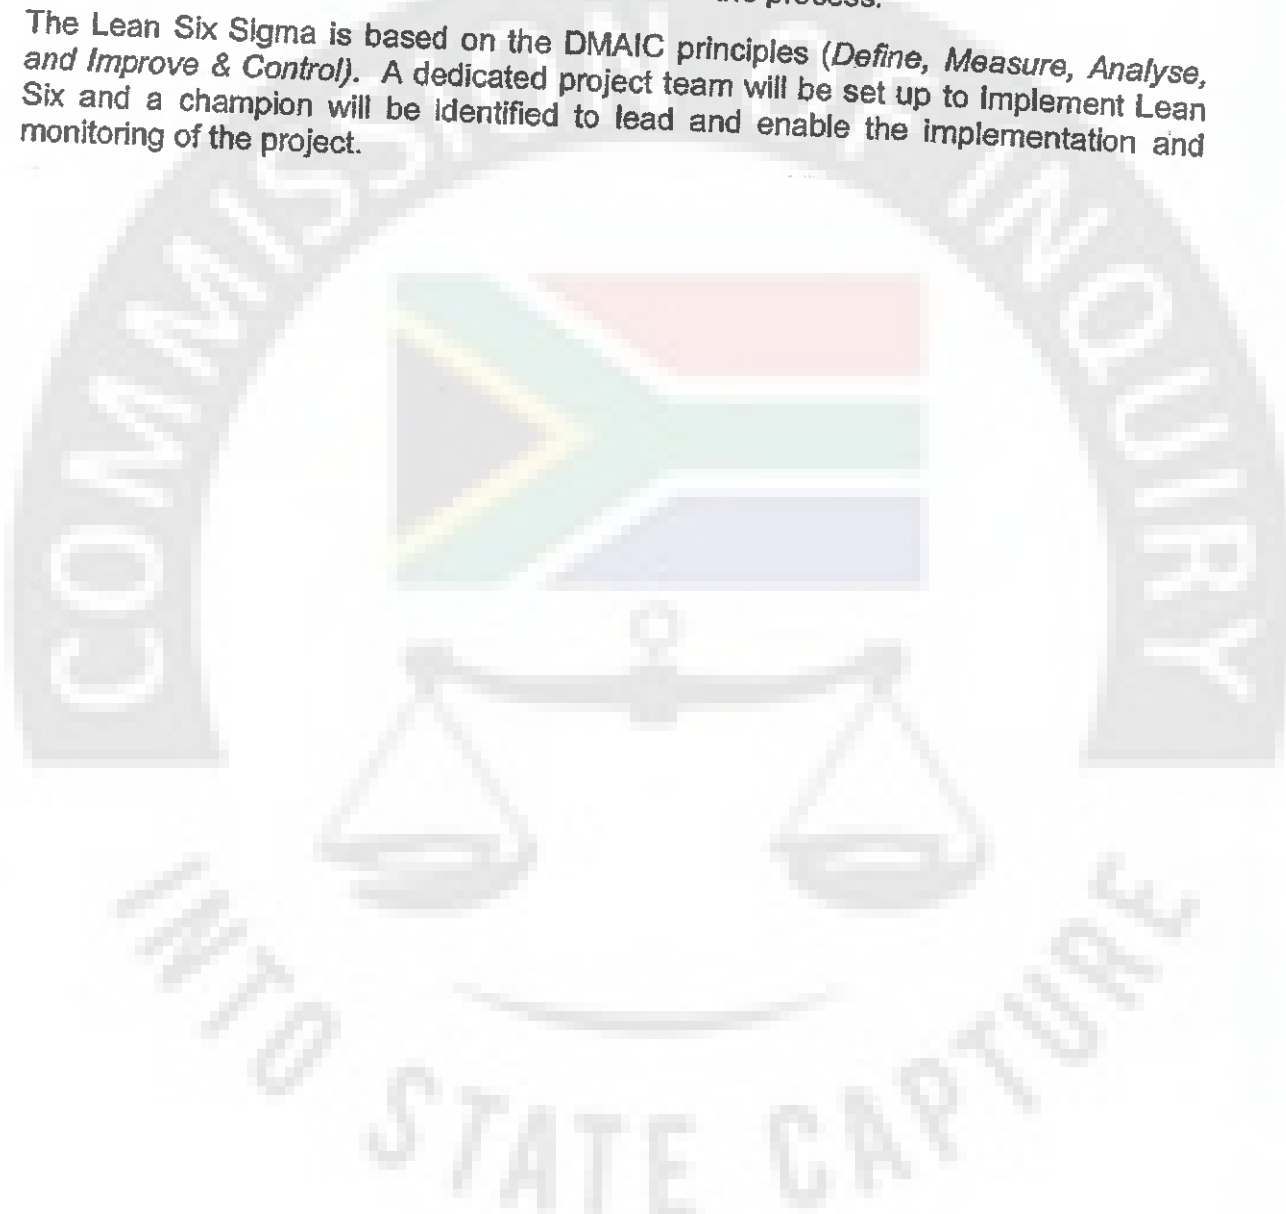 process.
The Lean Six Sigma is based on the DMAIC principles (Define, Measure, Analyse,
and Improve & Control). A dedicated project team will be set up to Implement Lean
Six and a champion will be identified to lead and enable the implementation and
monitoring of the project.
COMMISSION INQUIRY
INTO STATE CAPTURE